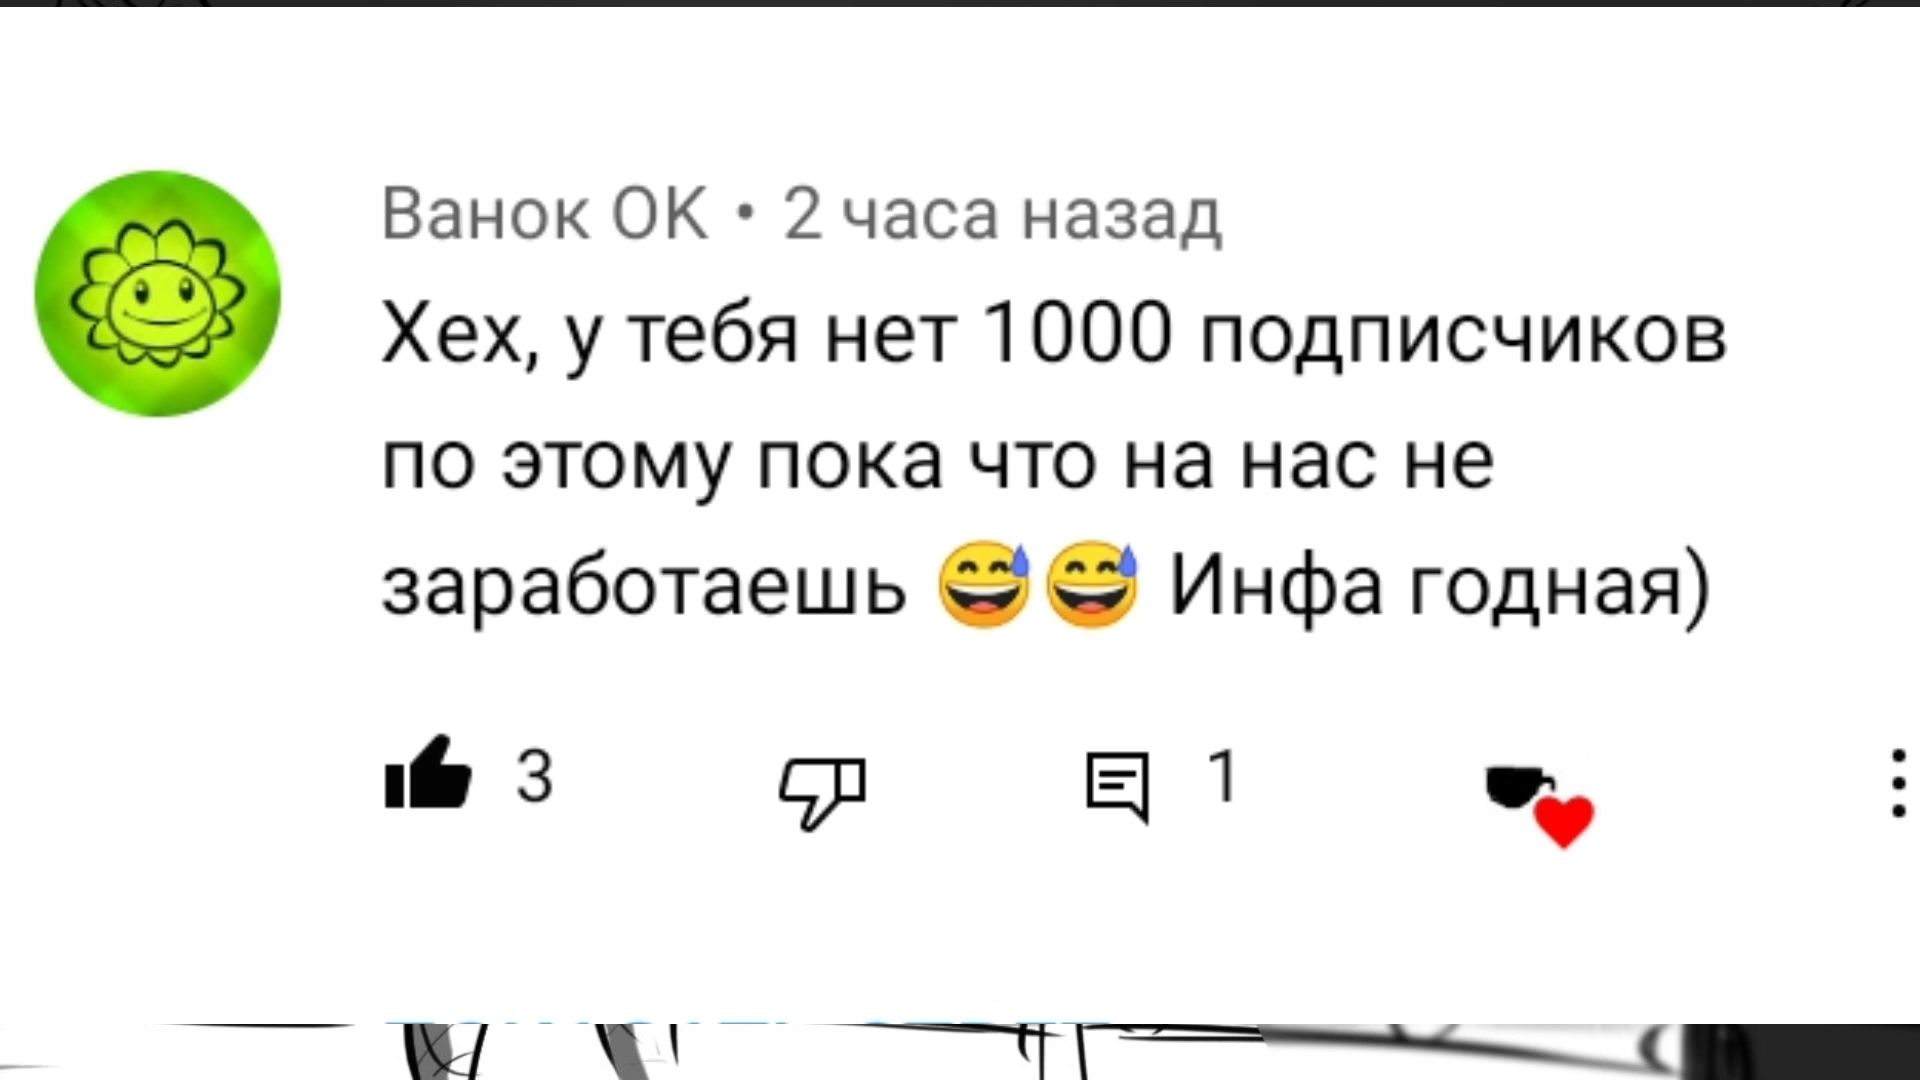 Ванок ОК • 2 часа назад
Хех, у тебя нет 1000 подписчиков
по этому пока что на нас не
заработаешь 😅😅 Инфа годная)
3
1